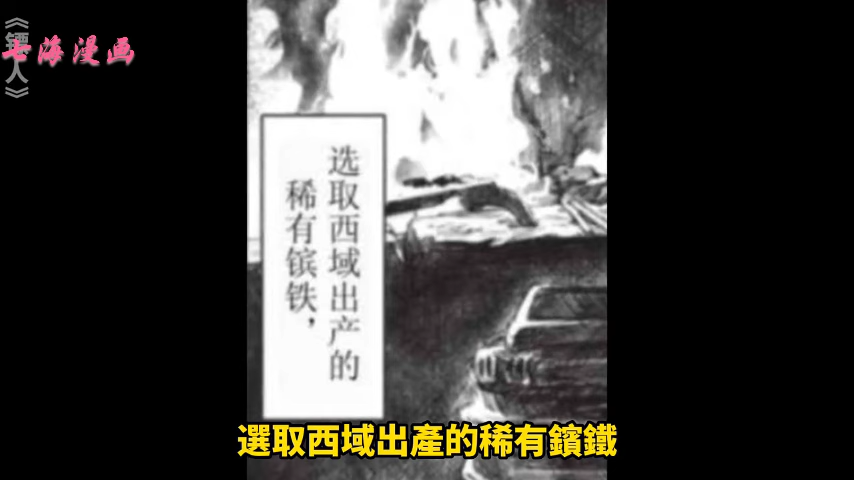 《镖人》
七海漫画
选取西域出产的
稀有镔铁，
選取西域出產的稀有鑌鐵